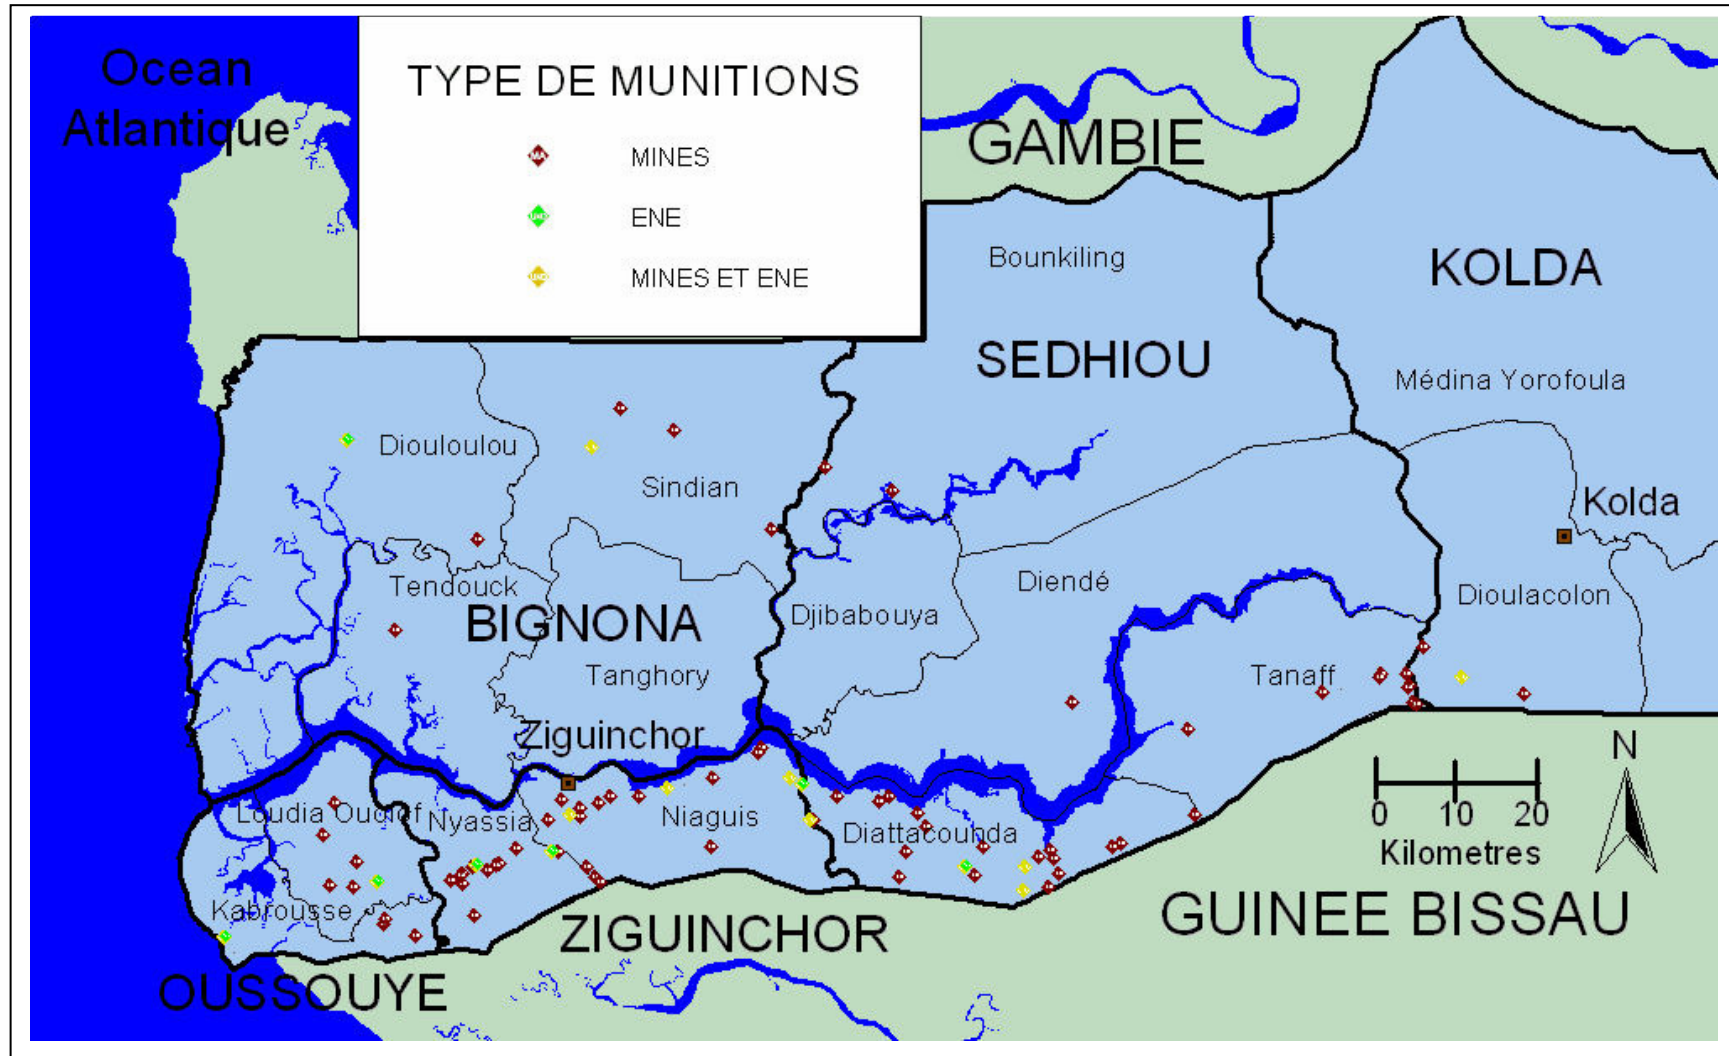 Ocean
Atlantique
TYPE DE MUNITIONS
MINES
ENE
MINES ET ENE
GAMBIE
Bounkiling
KOLDA
SEDHIOU
Médina Yorofoula
Diouloulou
Sindian
Kolda
Tendouck
Diendé
Dioulacolon
BIGNONA
Djibabouya
Tanghory
Tanaff
Ziguinchor
N
Loudia Ouolof
Nyassia
Niaguis
Diattacounda
0 10 20
Kilometres
Kabrousse
ZIGUINCHOR
GUINEE BISSAU
OUSSOUYE